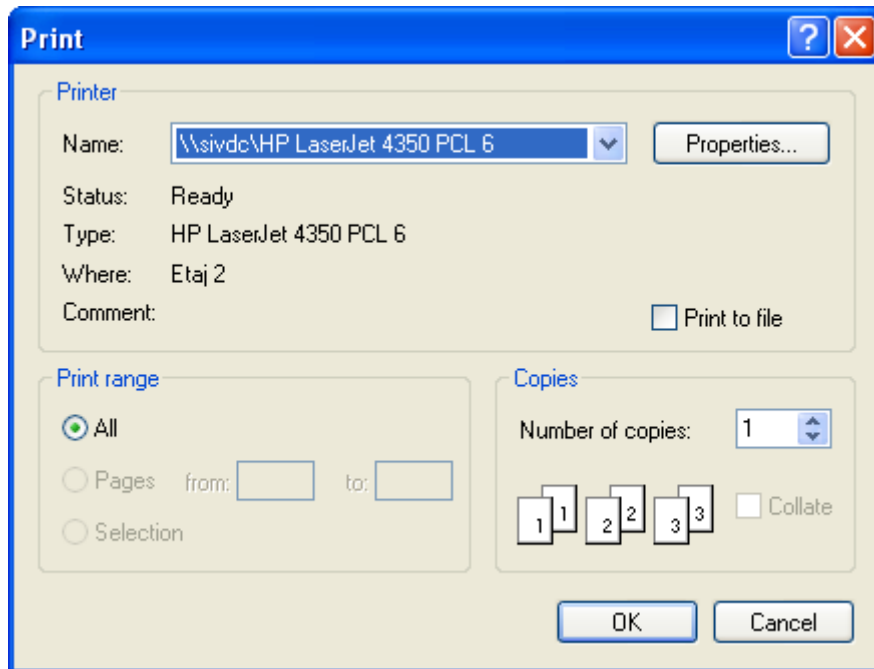 Print
Printer
Name: \\sivdc\HP LaserJet 4350 PCL 6 Properties...
Status: Ready
Type: HP LaserJet 4350 PCL 6
Where: Etaj 2
Comment: Print to file
Print range
All
Pages from: to:
Selection
Copies
Number of copies: 1
1 1 2 2 3 3 Collate
OK Cancel